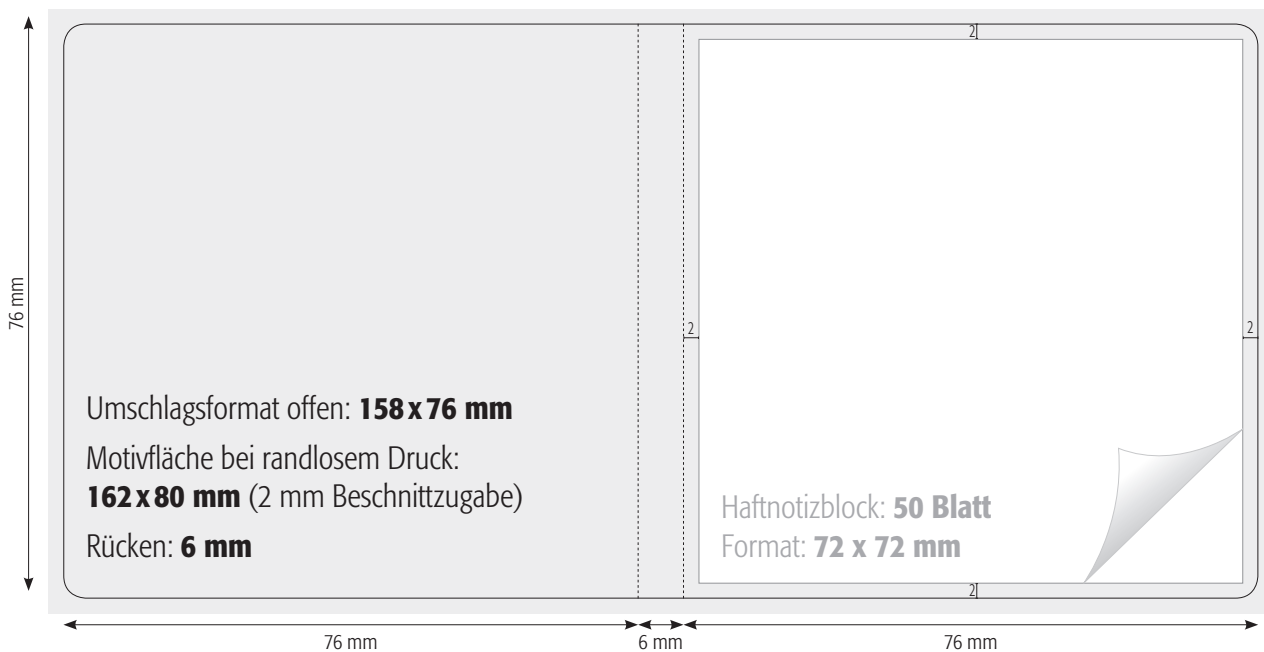 2
76 mm
2
2
Umschlagsformat offen: 158 x 76 mm
Motivfläche bei randlosem Druck:
162 x 80 mm (2 mm Beschnittzugabe)
Rücken: 6 mm
Haftnotizblock: 50 Blatt
Format: 72 x 72 mm
2
76 mm
6 mm
76 mm